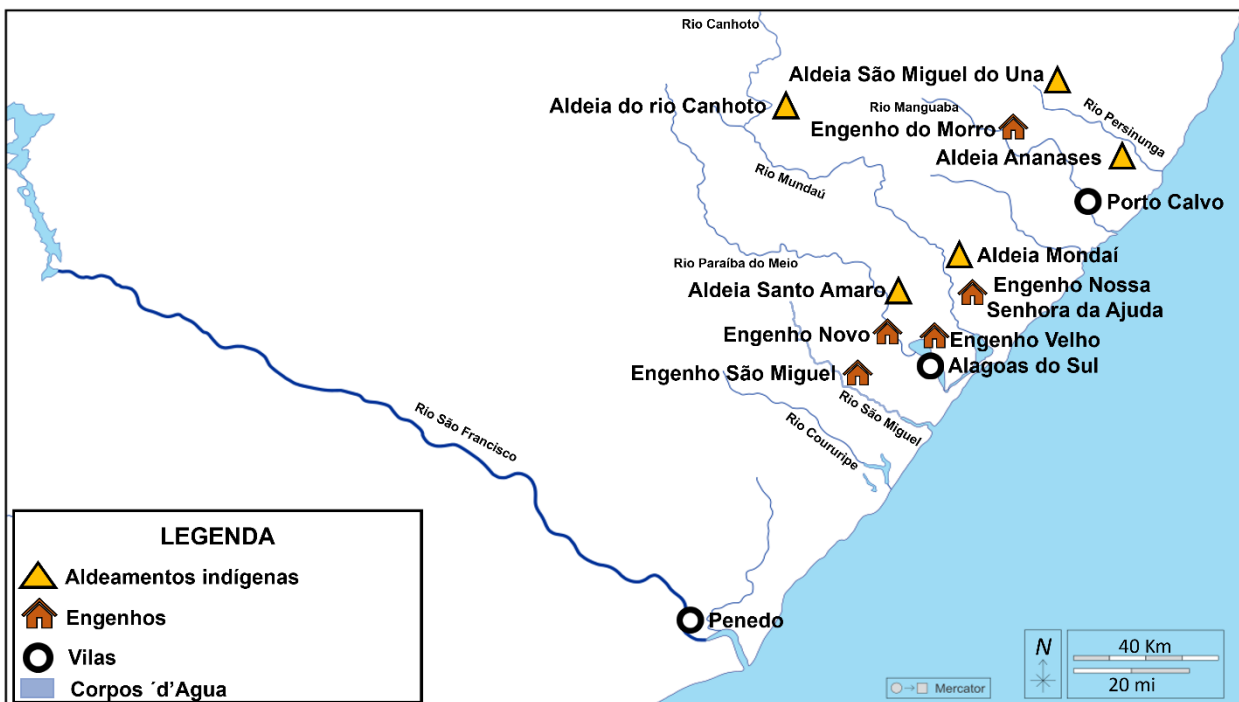 Rio Canhoto
Aldeia São Miguel do Una
Aldeia do rio Canhoto
Rio Manguaba
Rio Persinunga
Engenho do Morro
Aldeia Ananases
Rio Mundaú
Porto Calvo
Aldeia Mondaí
Rio Paraíba do Meio
Aldeia Santo Amaro
Engenho Nossa
Senhora da Ajuda
Engenho Novo
Engenho Velho
Alagoas do Sul
Engenho São Miguel
Rio São Miguel
Rio Coururipe
Rio São Francisco
Penedo
LEGENDA
Aldeamentos indígenas
Engenhos
Vilas
Corpos ´d'Agua
N
40 Km
20 mi
Mercator